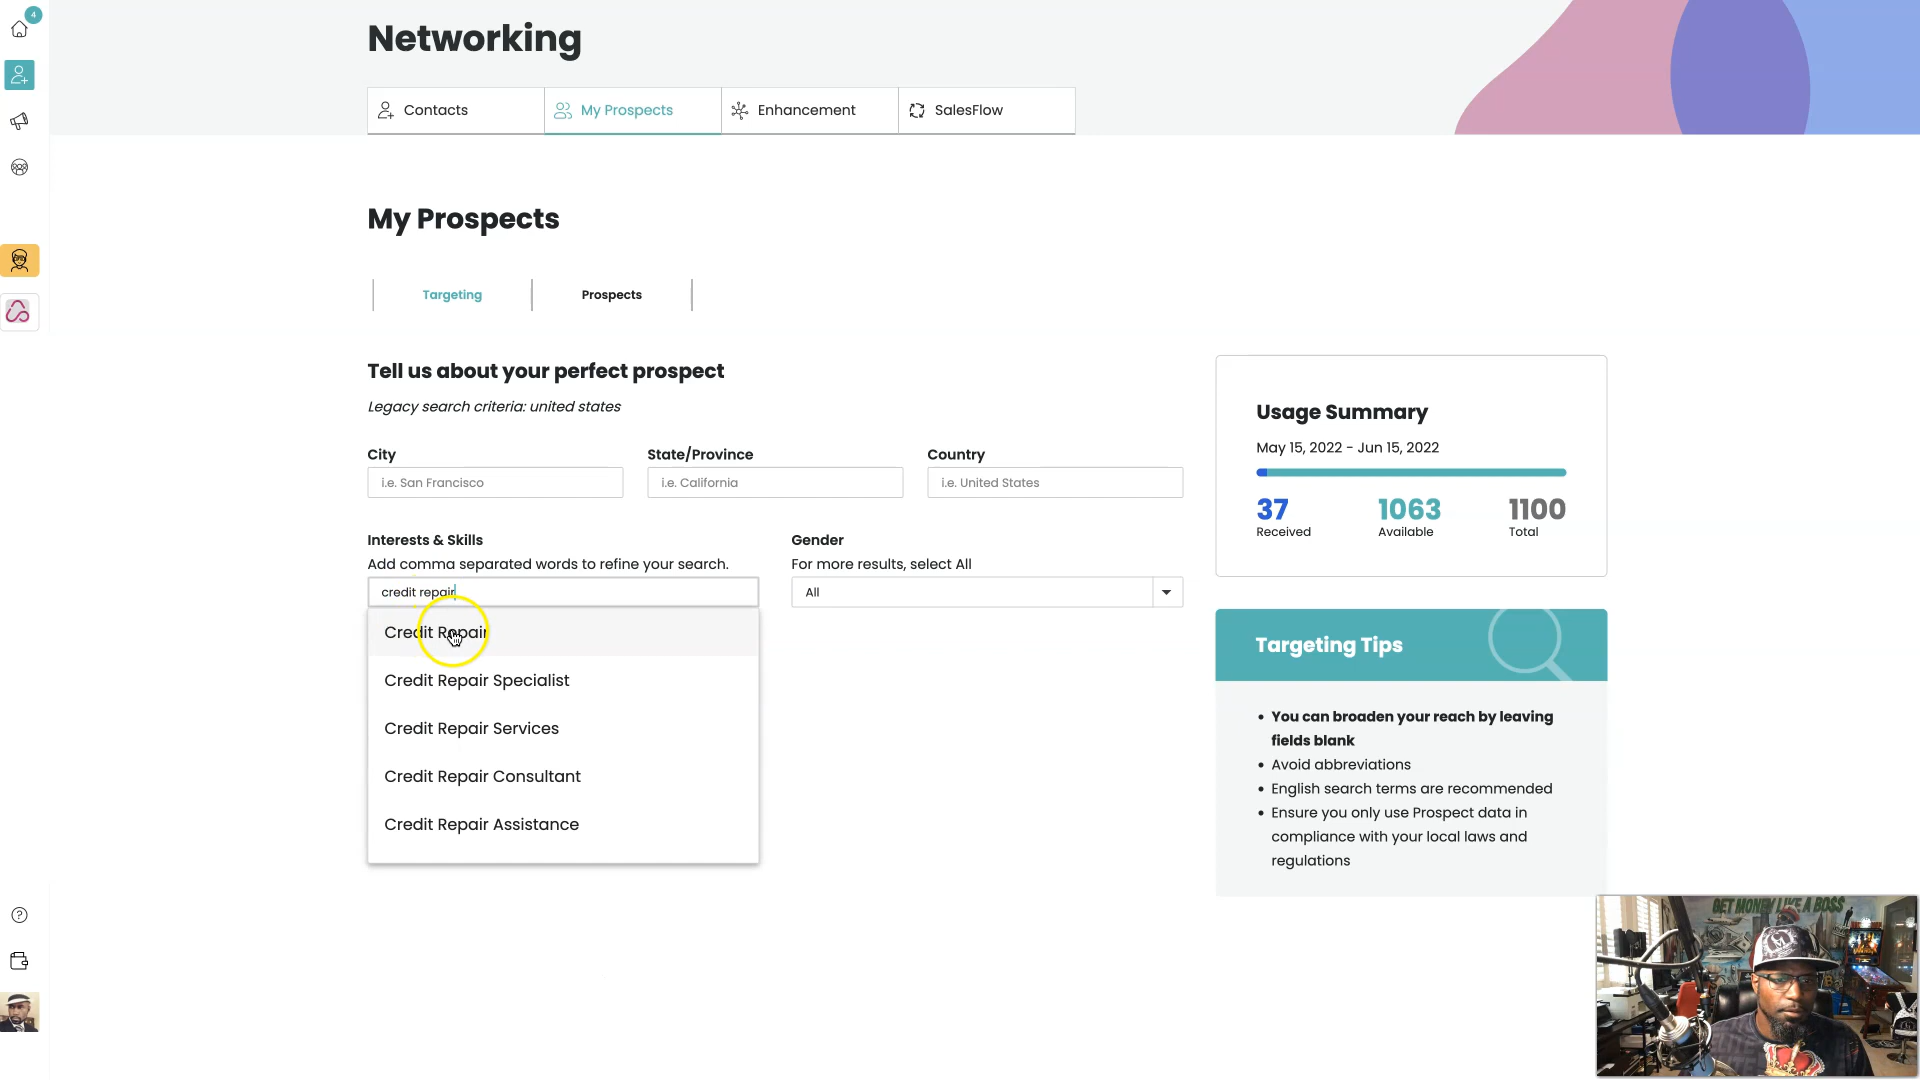 4
Networking
Contacts
My Prospects
Enhancement
SalesFlow
My Prospects
Targeting
Prospects
Tell us about your perfect prospect
Legacy search criteria: united states
City
State/Province
Country
i.e. San Francisco
i.e. California
i.e. United States
Interests & Skills
Gender
Add comma separated words to refine your search.
For more results, select All
credit repair
All
Credit Repair
Credit Repair Specialist
Credit Repair Services
Credit Repair Consultant
Credit Repair Assistance
Usage Summary
May 15, 2022 - Jun 15, 2022
37
1063
1100
Received
Available
Total
Targeting Tips
• You can broaden your reach by leaving
fields blank
• Avoid abbreviations
• English search terms are recommended
• Ensure you only use Prospect data in
compliance with your local laws and
regulations
GET MONEY LIKE A BOSS